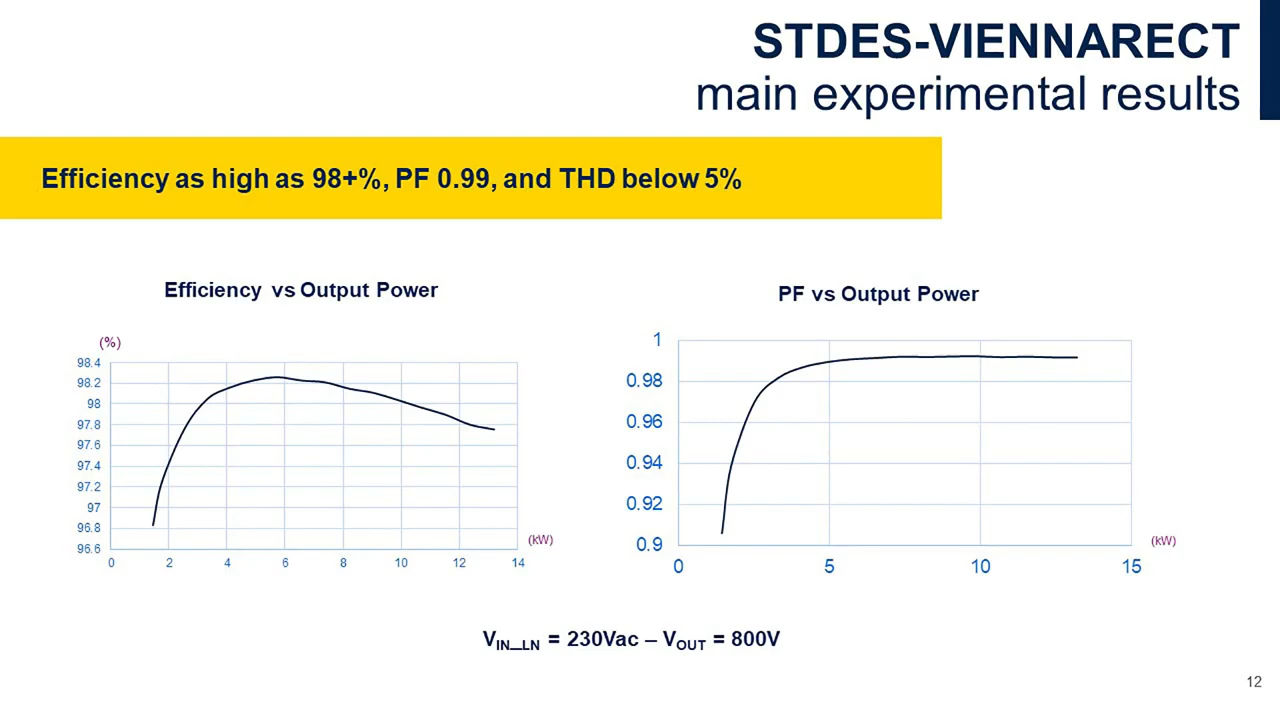 STDES-VIENNARECT
main experimental results
Efficiency as high as 98+%, PF 0.99, and THD below 5%
Efficiency vs Output Power
(%)
98.4
98.2
98
97.8
97.6
97.4
97.2
97
96.8
96.6
0 2 4 6 8 10 12 14
(kW)
PF vs Output Power
1
0.98
0.96
0.94
0.92
0.9
0 5 10 15
(kW)
VIN_LN = 230Vac – VOUT = 800V
12